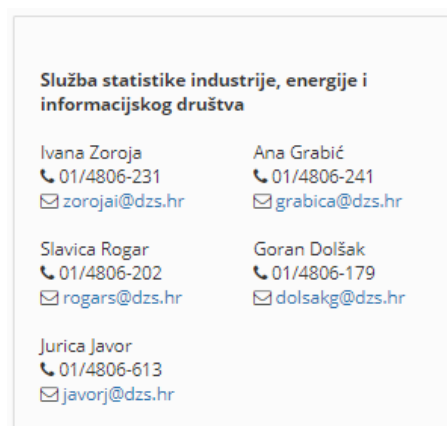 Služba statistike industrije, energije i
informacijskog društva
Ivana Zoroja
01/4806-231
zorojai@dzs.hr
Ana Grabić
01/4806-241
grabica@dzs.hr
Slavica Rogar
01/4806-202
rogars@dzs.hr
Goran Dolšak
01/4806-179
dolsakg@dzs.hr
Jurica Javor
01/4806-613
javorj@dzs.hr